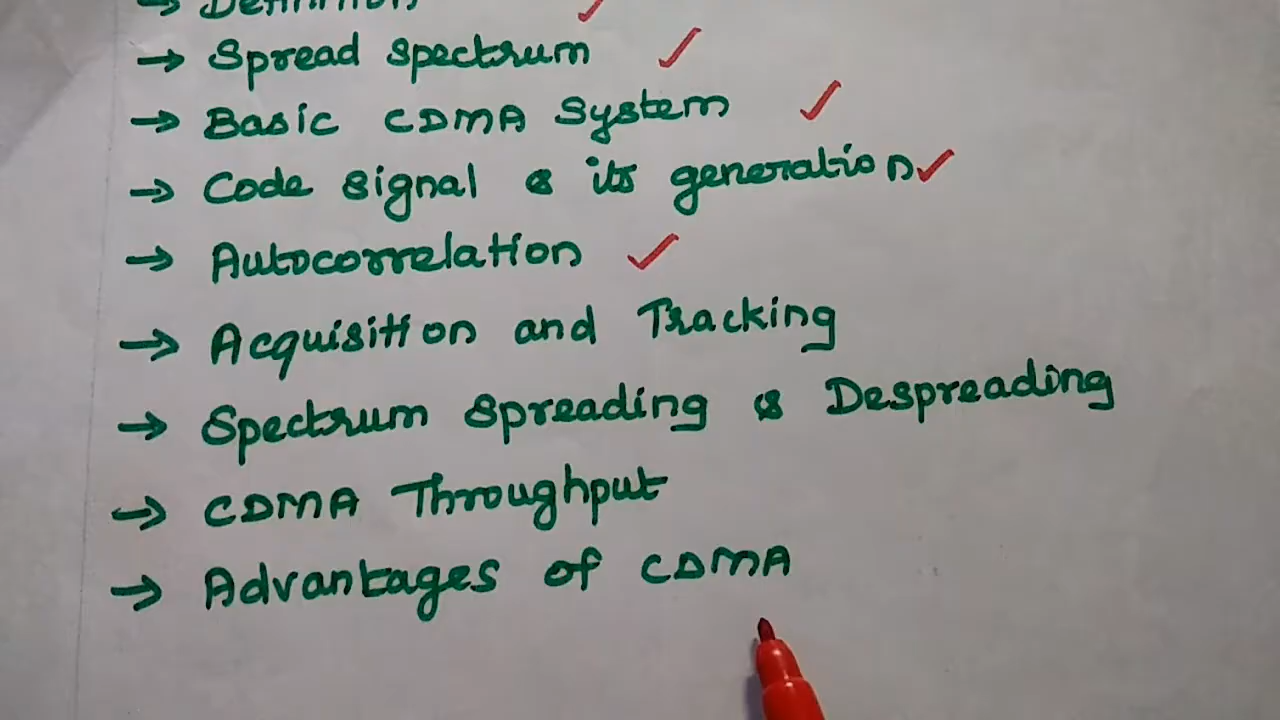 → Definition ✓
→ Spread spectrum ✓
→ Basic CDMA System ✓
→ Code signal & its generation ✓
→ Autocorrelation ✓
→ Acquisition and Tracking
→ Spectrum spreading & Despreading
→ CDMA Throughput
→ Advantages of CDMA